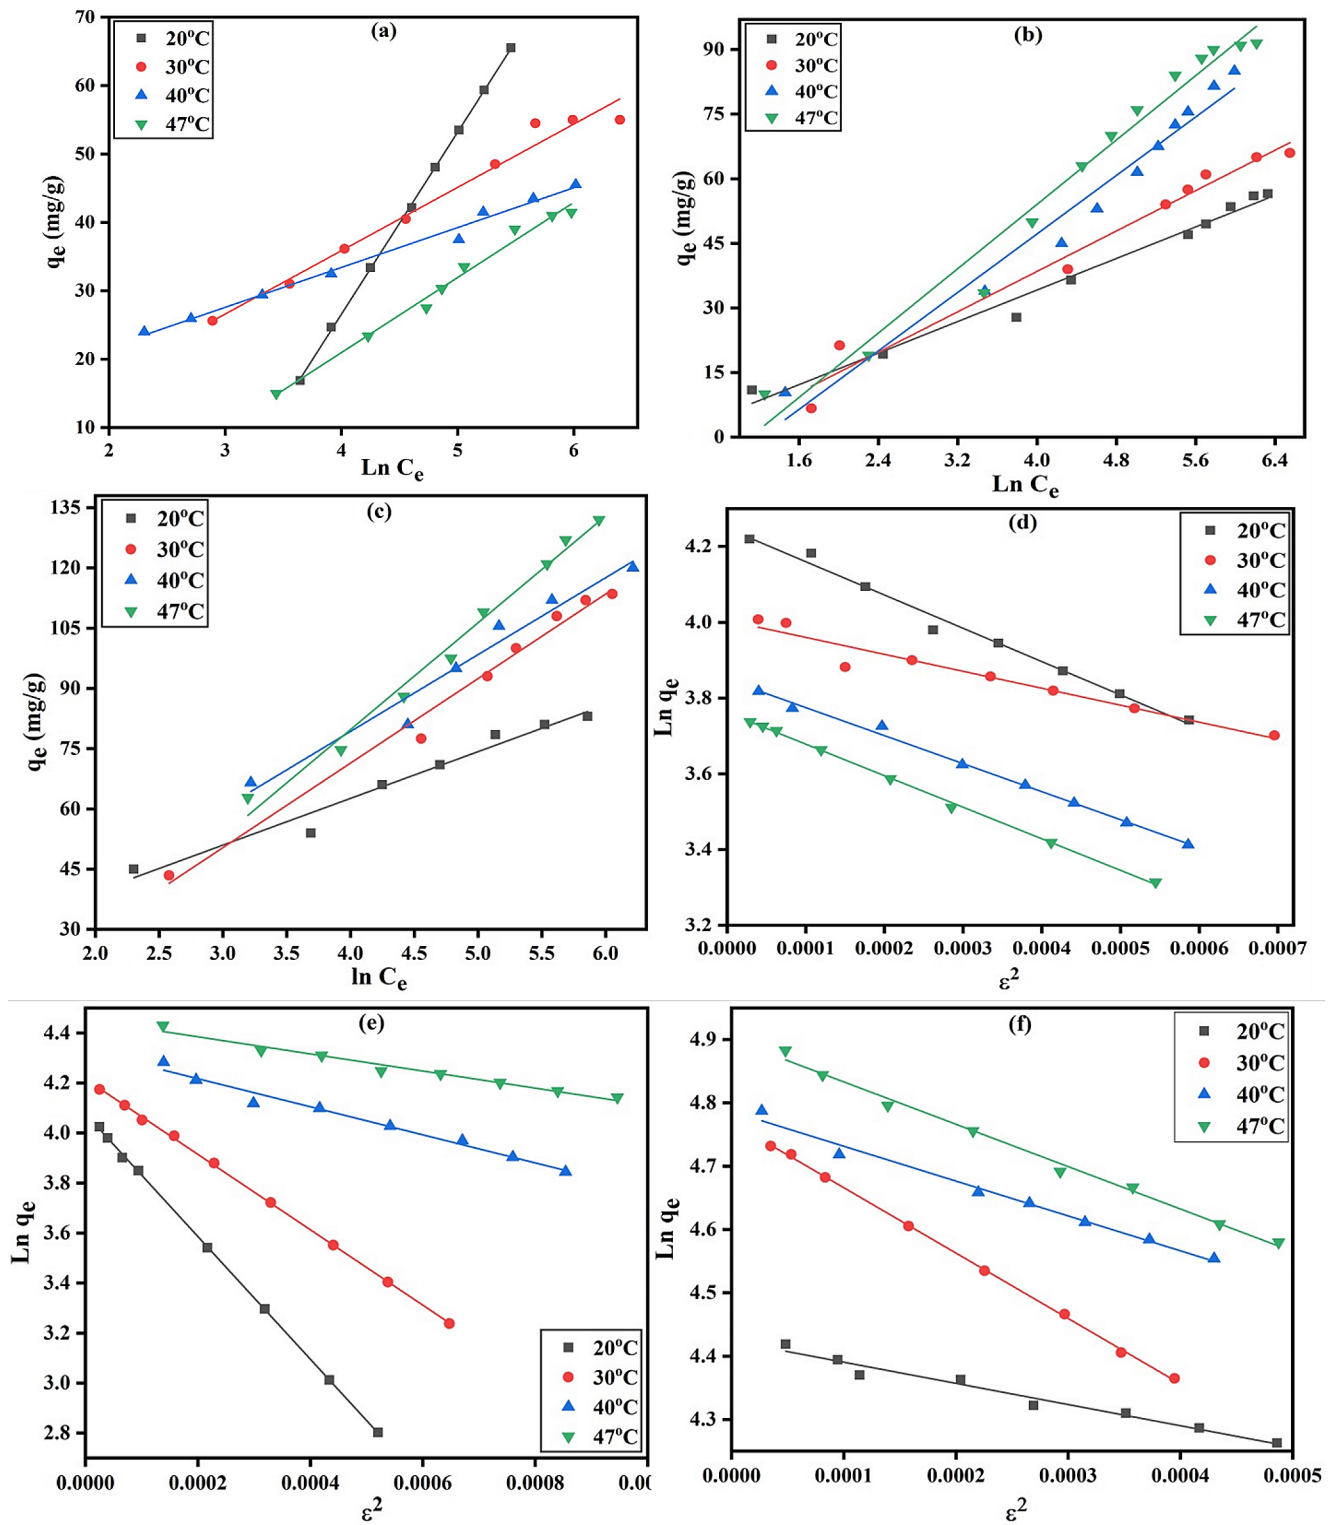 (a)
20°C
30°C
40°C
47°C
70
60
50
40
30
20
10
qe (mg/g)
2 3 4 5 6
Ln Ce
(b)
20°C
30°C
40°C
47°C
90
75
60
45
30
15
0
qe (mg/g)
1.6 2.4 3.2 4.0 4.8 5.6 6.4
Ln Ce
(c)
20°C
30°C
40°C
47°C
135
120
105
90
75
60
45
30
qe (mg/g)
2.0 2.5 3.0 3.5 4.0 4.5 5.0 5.5 6.0
ln Ce
(d)
20°C
30°C
40°C
47°C
4.2
4.0
3.8
3.6
3.4
3.2
Ln qe
0.0000 0.0001 0.0002 0.0003 0.0004 0.0005 0.0006 0.0007
ε2
(e)
20°C
30°C
40°C
47°C
4.4
4.2
4.0
3.8
3.6
3.4
3.2
3.0
2.8
Ln qe
0.0000 0.0002 0.0004 0.0006 0.0008 0.00
ε2
(f)
20°C
30°C
40°C
47°C
4.9
4.8
4.7
4.6
4.5
4.4
4.3
Ln qe
0.0000 0.0001 0.0002 0.0003 0.0004 0.0005
ε2